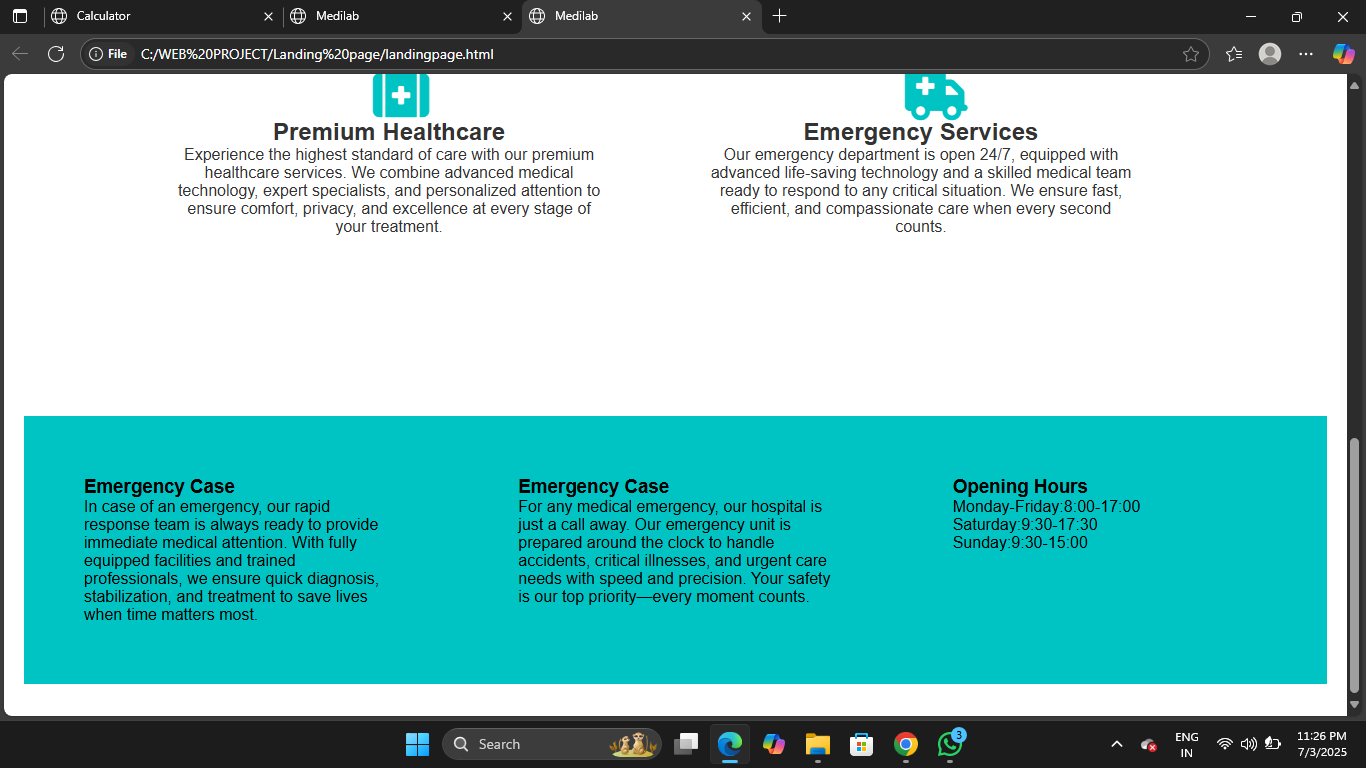 Calculator
Medilab
Medilab
File
C:/WEB%20PROJECT/Landing%20page/landingpage.html
Premium Healthcare
Experience the highest standard of care with our premium
healthcare services. We combine advanced medical
technology, expert specialists, and personalized attention to
ensure comfort, privacy, and excellence at every stage of
your treatment.
Emergency Services
Our emergency department is open 24/7, equipped with
advanced life-saving technology and a skilled medical team
ready to respond to any critical situation. We ensure fast,
efficient, and compassionate care when every second
counts.
Emergency Case
In case of an emergency, our rapid
response team is always ready to provide
immediate medical attention. With fully
equipped facilities and trained
professionals, we ensure quick diagnosis,
stabilization, and treatment to save lives
when time matters most.
Emergency Case
For any medical emergency, our hospital is
just a call away. Our emergency unit is
prepared around the clock to handle
accidents, critical illnesses, and urgent care
needs with speed and precision. Your safety
is our top priority—every moment counts.
Opening Hours
Monday-Friday:8:00-17:00
Saturday:9:30-17:30
Sunday:9:30-15:00
Search
3
ENG
IN
11:26 PM
7/3/2025